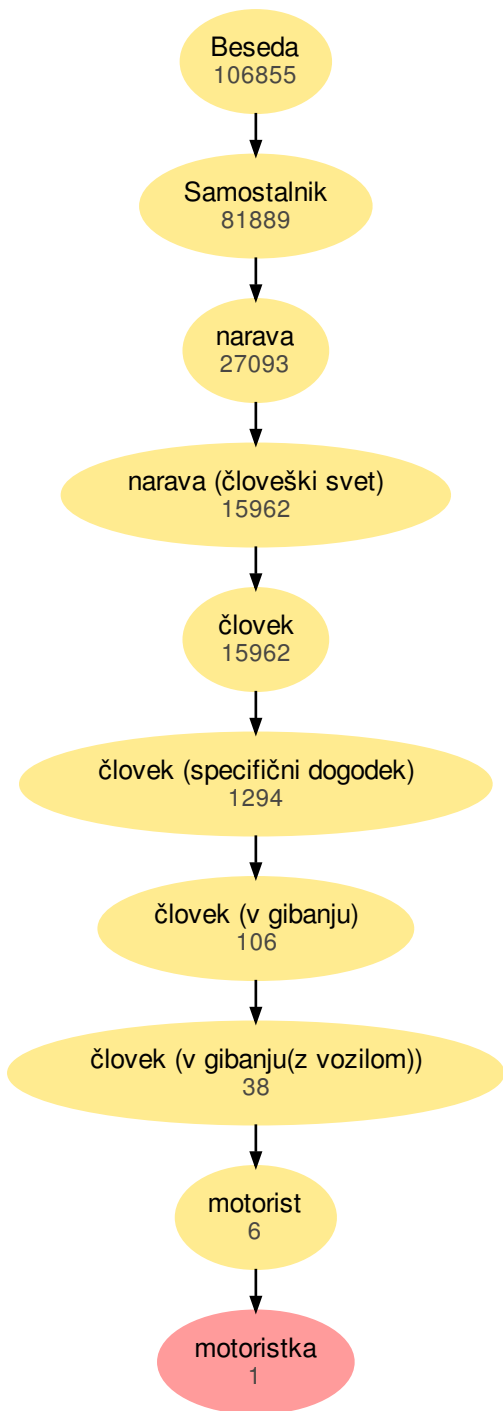 Beseda
106855
Samostalnik
81889
narava
27093
narava (človeški svet)
15962
človek
15962
človek (specifični dogodek)
1294
človek (v gibanju)
106
človek (v gibanju(z vozilom))
38
motorist
6
motoristka
1